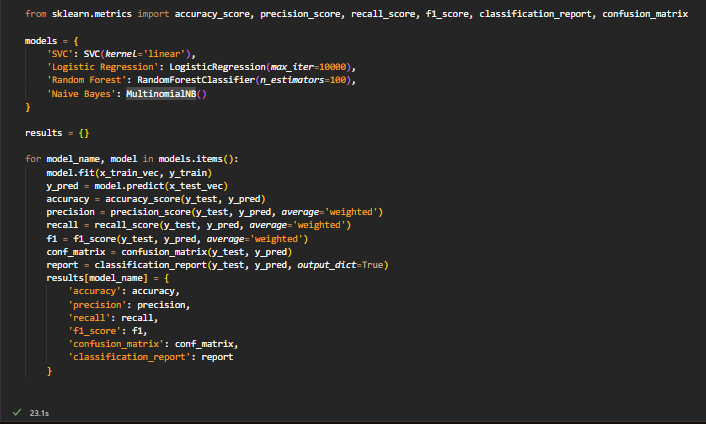 from sklearn.metrics import accuracy_score, precision_score, recall_score, f1_score, classification_report, confusion_matrix
models = {
    'SVC': SVC(kernel='linear'),
    'Logistic Regression': LogisticRegression(max_iter=10000),
    'Random Forest': RandomForestClassifier(n_estimators=100),
    'Naive Bayes': MultinomialNB()
}
results = {}
for model_name, model in models.items():
    model.fit(x_train_vec, y_train)
    y_pred = model.predict(x_test_vec)
    accuracy = accuracy_score(y_test, y_pred)
    precision = precision_score(y_test, y_pred, average='weighted')
    recall = recall_score(y_test, y_pred, average='weighted')
    f1 = f1_score(y_test, y_pred, average='weighted')
    conf_matrix = confusion_matrix(y_test, y_pred)
    report = classification_report(y_test, y_pred, output_dict=True)
    results[model_name] = {
        'accuracy': accuracy,
        'precision': precision,
        'recall': recall,
        'f1_score': f1,
        'confusion_matrix': conf_matrix,
        'classification_report': report
    }
23.1s